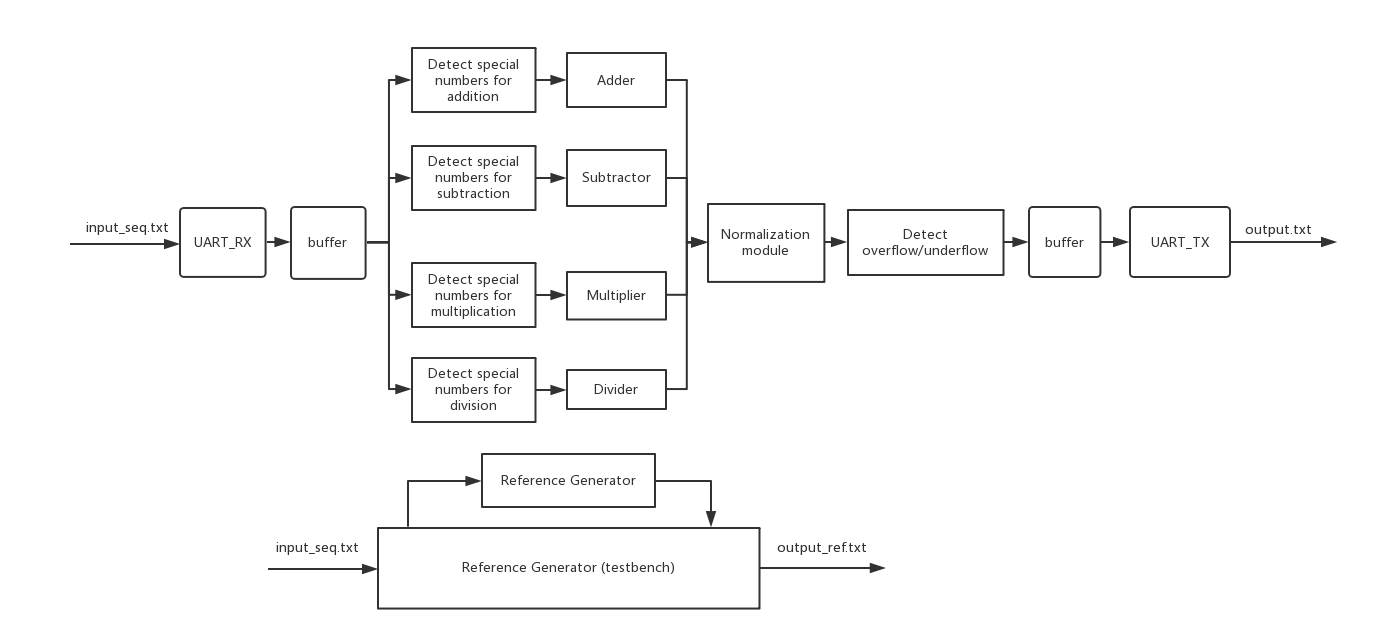 Detect special
numbers for
addition
Adder
Detect special
numbers for
subtraction
Subtractor
input_seq.txt
UART_RX
buffer
Normalization
module
Detect
overflow/underflow
buffer
UART_TX
output.txt
Detect special
numbers for
multiplication
Multiplier
Detect special
numbers for
division
Divider
Reference Generator
input_seq.txt
Reference Generator (testbench)
output_ref.txt